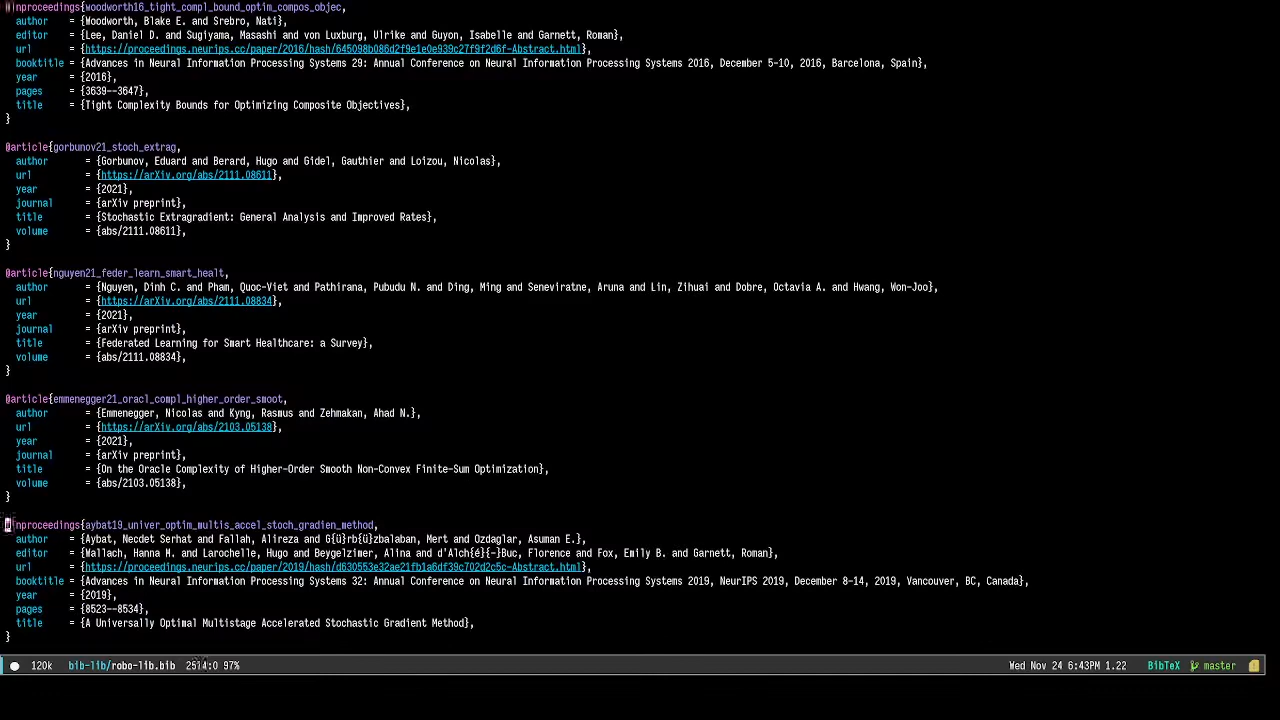 @inproceedings{woodworth16_tight_compl_bound_optim_compos_objec,
author = {Woodworth, Blake E. and Srebro, Nati},
editor = {Lee, Daniel D. and Sugiyama, Masashi and von Luxburg, Ulrike and Guyon, Isabelle and Garnett, Roman},
url = {https://proceedings.neurips.cc/paper/2016/hash/645098b086d2f9e1e0e939c27f9f2d6f-Abstract.html},
booktitle = {Advances in Neural Information Processing Systems 29: Annual Conference on Neural Information Processing Systems 2016, December 5-10, 2016, Barcelona, Spain},
year = {2016},
pages = {3639--3647},
title = {Tight Complexity Bounds for Optimizing Composite Objectives},
}
@article{gorbunov21_stoch_extrag,
author = {Gorbunov, Eduard and Berard, Hugo and Gidel, Gauthier and Loizou, Nicolas},
url = {https://arXiv.org/abs/2111.08611},
year = {2021},
journal = {arXiv preprint},
title = {Stochastic Extragradient: General Analysis and Improved Rates},
volume = {abs/2111.08611},
}
@article{nguyen21_feder_learn_smart_healt,
author = {Nguyen, Dinh C. and Pham, Quoc-Viet and Pathirana, Pubudu N. and Ding, Ming and Seneviratne, Aruna and Lin, Zihuai and Dobre, Octavia A. and Hwang, Won-Joo},
url = {https://arXiv.org/abs/2111.08834},
year = {2021},
journal = {arXiv preprint},
title = {Federated Learning for Smart Healthcare: a Survey},
volume = {abs/2111.08834},
}
@article{emmenegger21_oracl_compl_higher_order_smoot,
author = {Emmenegger, Nicolas and Kyng, Rasmus and Zehmakan, Ahad N.},
url = {https://arXiv.org/abs/2103.05138},
year = {2021},
journal = {arXiv preprint},
title = {On the Oracle Complexity of Higher-Order Smooth Non-Convex Finite-Sum Optimization},
volume = {abs/2103.05138},
}
@inproceedings{aybat19_univer_optim_multis_accel_stoch_gradien_method,
author = {Aybat, Necdet Serhat and Fallah, Alireza and G{ü}rb{ü}zbalaban, Mert and Ozdaglar, Asuman E.},
editor = {Wallach, Hanna M. and Larochelle, Hugo and Beygelzimer, Alina and d'Alch{é}{-}Buc, Florence and Fox, Emily B. and Garnett, Roman},
url = {https://proceedings.neurips.cc/paper/2019/hash/d630553e32ae21fb1a6df39c702d2c5c-Abstract.html},
booktitle = {Advances in Neural Information Processing Systems 32: Annual Conference on Neural Information Processing Systems 2019, NeurIPS 2019, December 8-14, 2019, Vancouver, BC, Canada},
year = {2019},
pages = {8523--8534},
title = {A Universally Optimal Multistage Accelerated Stochastic Gradient Method},
}
120k bib-lib/robo-lib.bib 2514:0 97% Wed Nov 24 6:43PM 1.22 BibTeX master